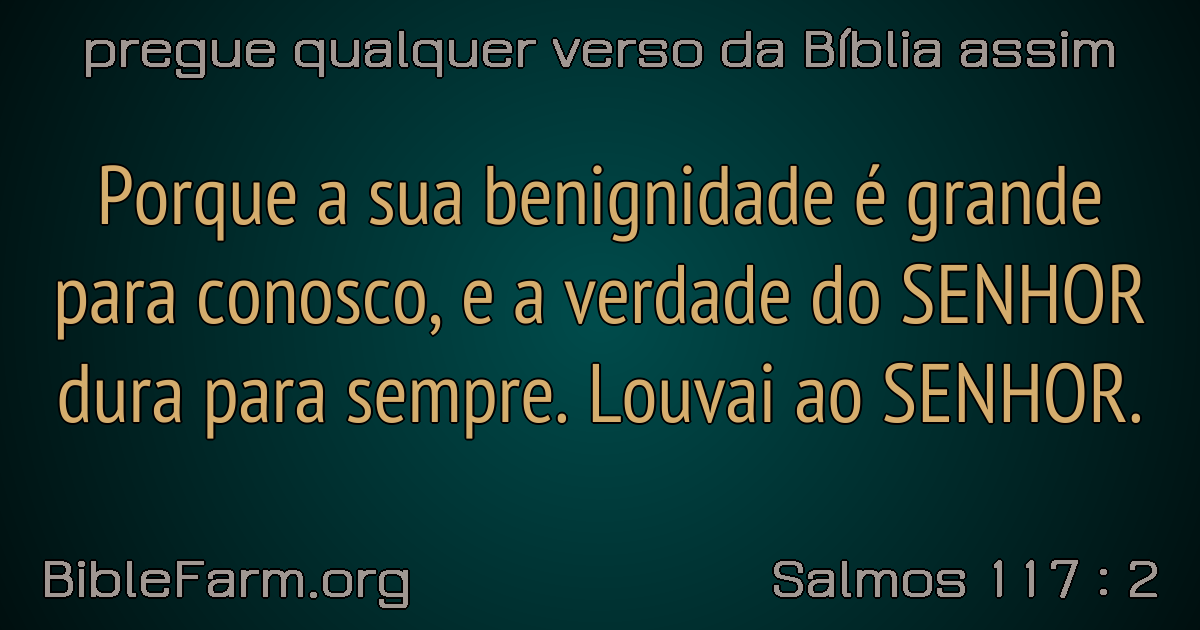 pregue qualquer verso da Bíblia assim
Porque a sua benignidade é grande
para conosco, e a verdade do SENHOR
dura para sempre. Louvai ao SENHOR.
BibleFarm.org
Salmos 117 : 2